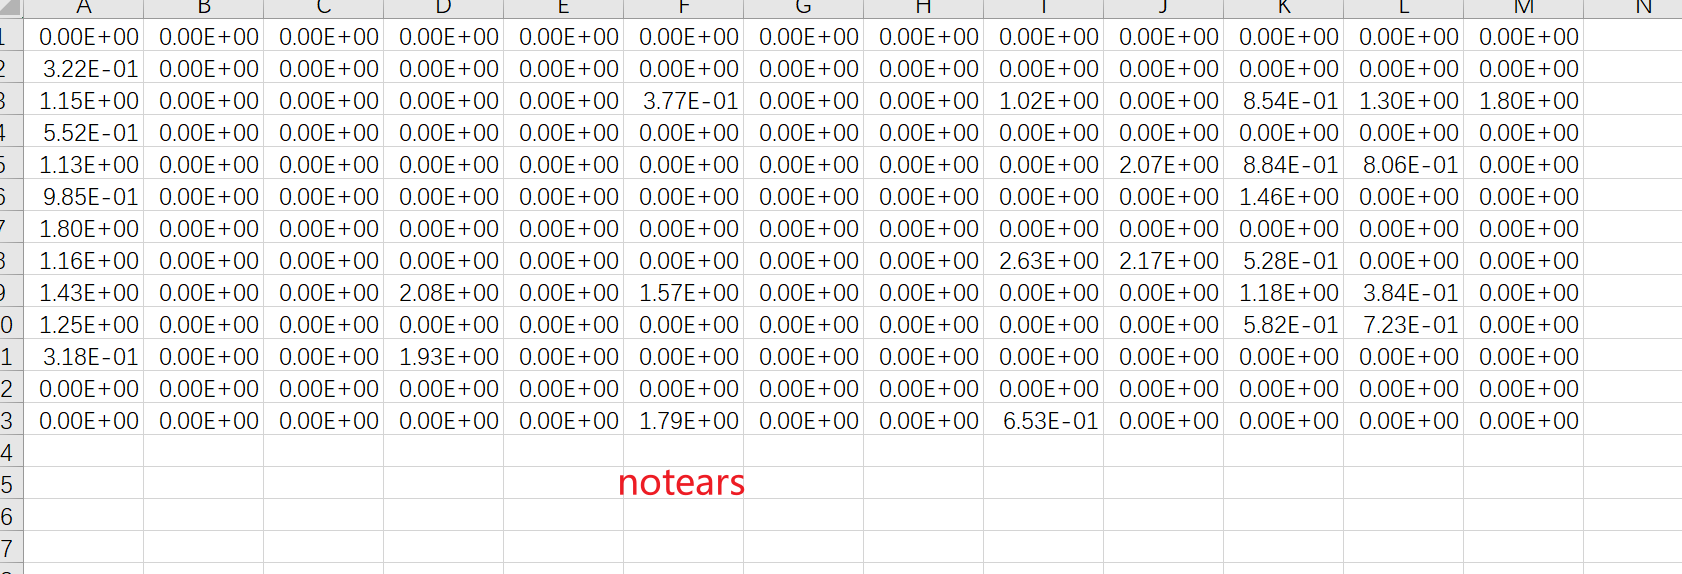 A B C D E F G H I J K L M N
1 0.00E+00 0.00E+00 0.00E+00 0.00E+00 0.00E+00 0.00E+00 0.00E+00 0.00E+00 0.00E+00 0.00E+00 0.00E+00 0.00E+00 0.00E+00
2 3.22E-01 0.00E+00 0.00E+00 0.00E+00 0.00E+00 0.00E+00 0.00E+00 0.00E+00 0.00E+00 0.00E+00 0.00E+00 0.00E+00 0.00E+00
3 1.15E+00 0.00E+00 0.00E+00 0.00E+00 0.00E+00 3.77E-01 0.00E+00 0.00E+00 1.02E+00 0.00E+00 8.54E-01 1.30E+00 1.80E+00
4 5.52E-01 0.00E+00 0.00E+00 0.00E+00 0.00E+00 0.00E+00 0.00E+00 0.00E+00 0.00E+00 0.00E+00 0.00E+00 0.00E+00 0.00E+00
5 1.13E+00 0.00E+00 0.00E+00 0.00E+00 0.00E+00 0.00E+00 0.00E+00 0.00E+00 0.00E+00 2.07E+00 8.84E-01 8.06E-01 0.00E+00
6 9.85E-01 0.00E+00 0.00E+00 0.00E+00 0.00E+00 0.00E+00 0.00E+00 0.00E+00 0.00E+00 0.00E+00 1.46E+00 0.00E+00 0.00E+00
7 1.80E+00 0.00E+00 0.00E+00 0.00E+00 0.00E+00 0.00E+00 0.00E+00 0.00E+00 0.00E+00 0.00E+00 0.00E+00 0.00E+00 0.00E+00
8 1.16E+00 0.00E+00 0.00E+00 0.00E+00 0.00E+00 0.00E+00 0.00E+00 0.00E+00 2.63E+00 2.17E+00 5.28E-01 0.00E+00 0.00E+00
9 1.43E+00 0.00E+00 0.00E+00 2.08E+00 0.00E+00 1.57E+00 0.00E+00 0.00E+00 0.00E+00 0.00E+00 1.18E+00 3.84E-01 0.00E+00
0 1.25E+00 0.00E+00 0.00E+00 0.00E+00 0.00E+00 0.00E+00 0.00E+00 0.00E+00 0.00E+00 0.00E+00 5.82E-01 7.23E-01 0.00E+00
1 3.18E-01 0.00E+00 0.00E+00 1.93E+00 0.00E+00 0.00E+00 0.00E+00 0.00E+00 0.00E+00 0.00E+00 0.00E+00 0.00E+00 0.00E+00
2 0.00E+00 0.00E+00 0.00E+00 0.00E+00 0.00E+00 0.00E+00 0.00E+00 0.00E+00 0.00E+00 0.00E+00 0.00E+00 0.00E+00 0.00E+00
3 0.00E+00 0.00E+00 0.00E+00 0.00E+00 0.00E+00 1.79E+00 0.00E+00 0.00E+00 6.53E-01 0.00E+00 0.00E+00 0.00E+00 0.00E+00
4
5 notears
6
7